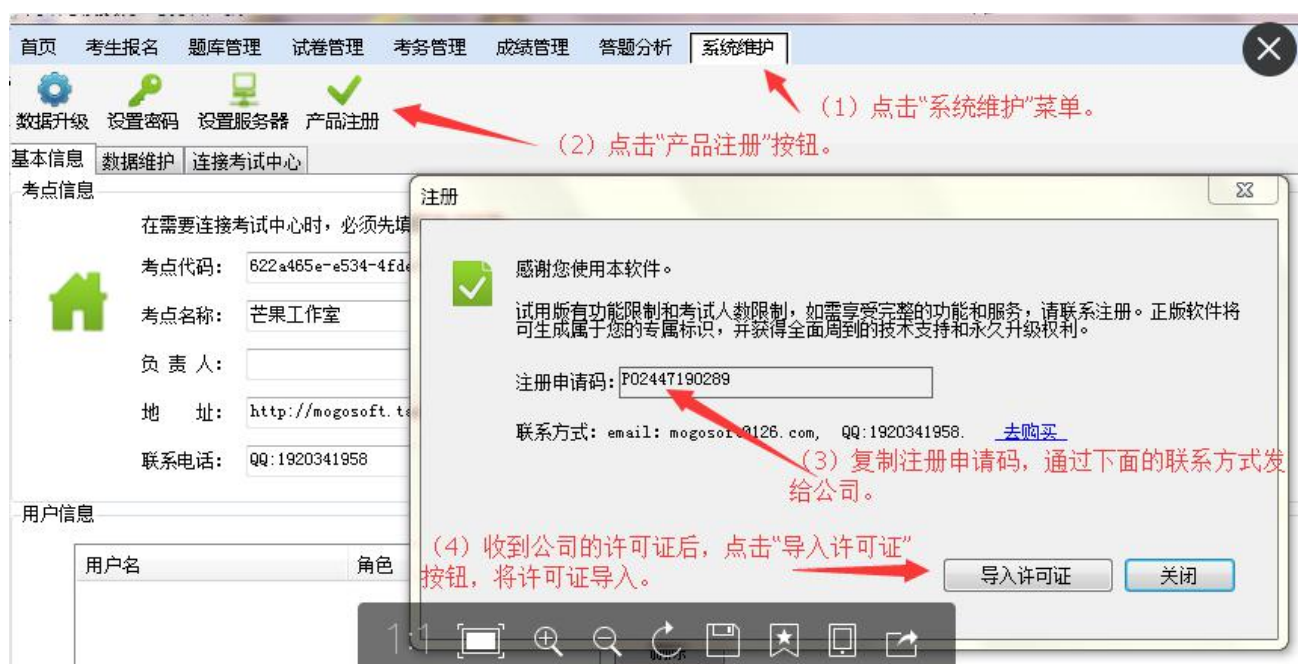 首页 考生报名 题库管理 试卷管理 考务管理 成绩管理 答题分析 系统维护
数据升级 设置密码 设置服务器 产品注册
(1)点击“系统维护”菜单。
(2)点击“产品注册”按钮。
基本信息 数据维护 连接考试中心
考点信息
在需要连接考试中心时,必须先填
考点代码: 622a465e-e534-4fde
考点名称: 芒果工作室
负责人:
地 址: http://mogosoft.ta
联系电话: QQ:1920341958
用户信息
用户名 角色
注册
感谢您使用本软件。
试用版有功能限制和考试人数限制,如需享受完整的功能和服务,请联系注册。正版软件将
可生成属于您的专属标识,并获得全面周到的技术支持和永久升级权利。
注册申请码: P02447190289
联系方式: email: mogosoft@126.com, QQ:1920341958. 去购买
(3)复制注册申请码,通过下面的联系方式发
给公司。
(4)收到公司的许可证后,点击“导入许可证”
按钮,将许可证导入。
导入许可证 关闭
1:1